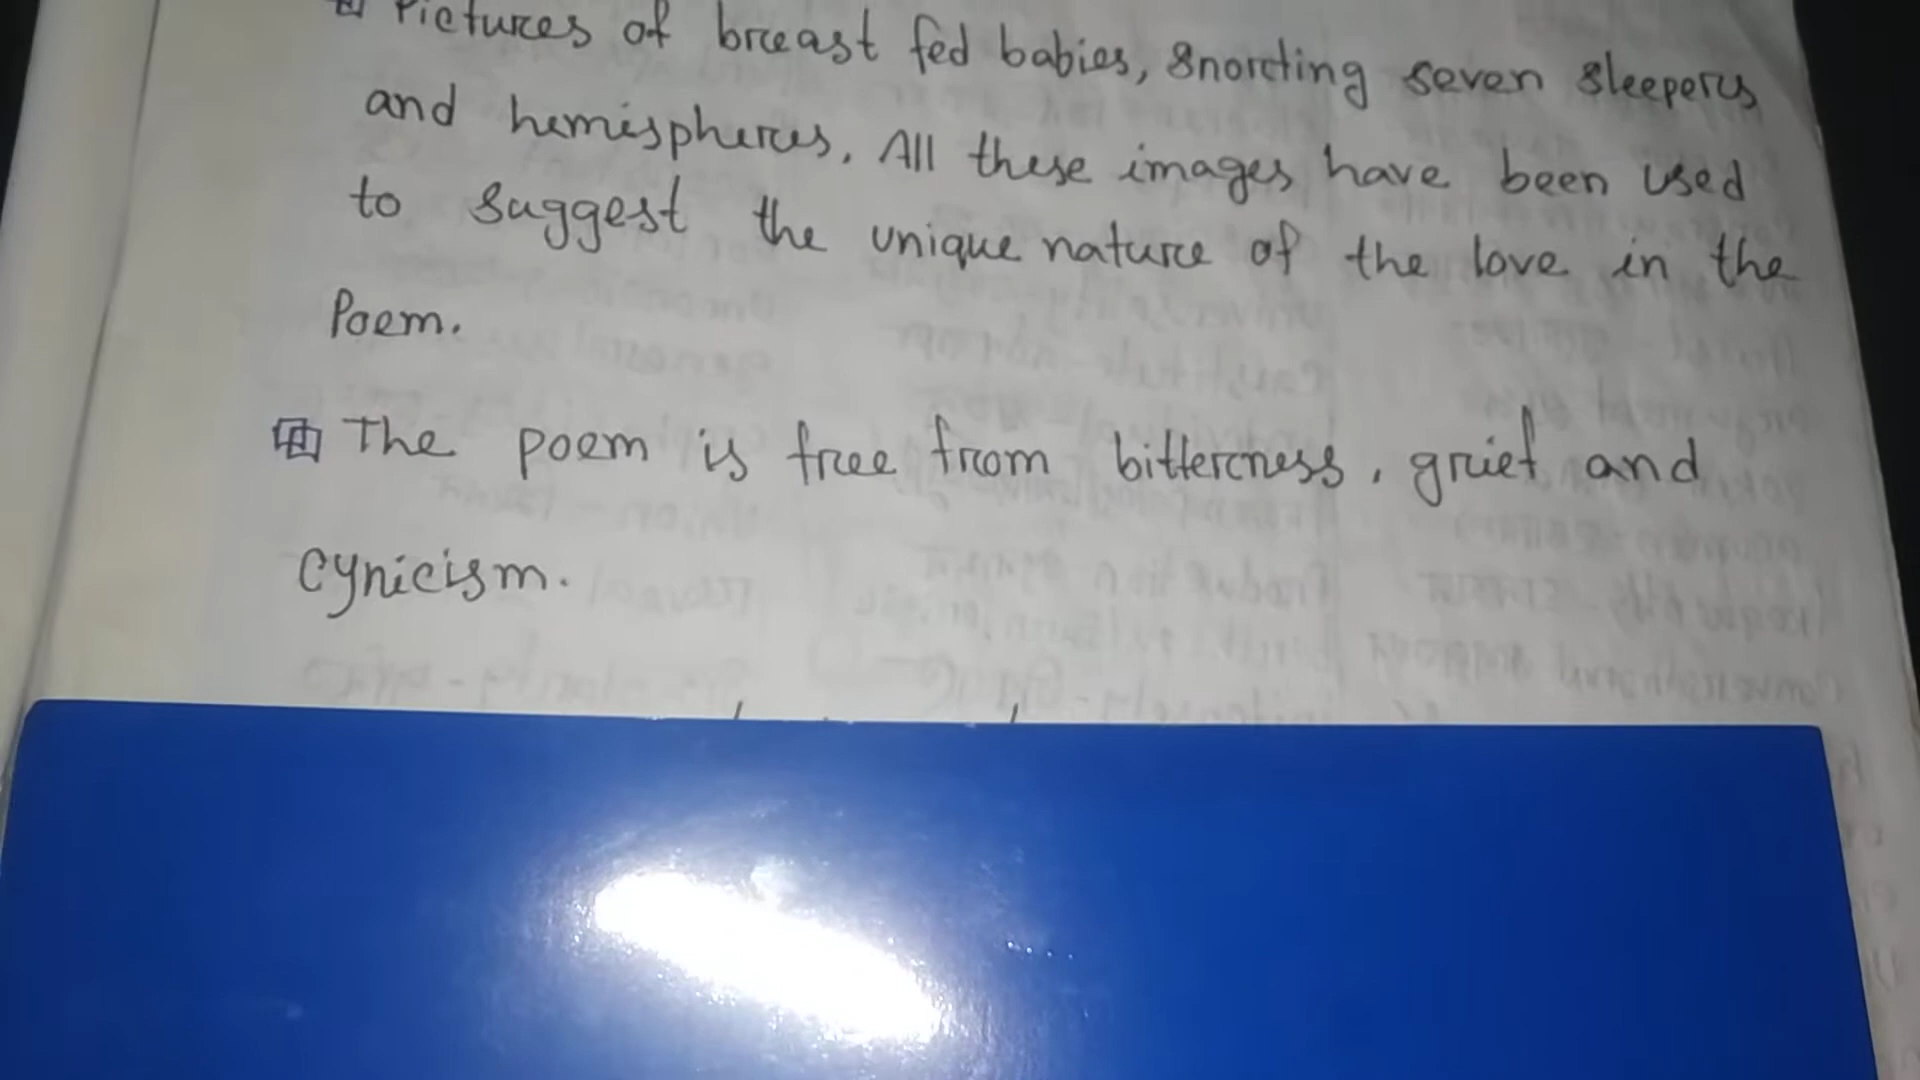 Pictures of breast fed babies, snorting seven sleepers
and hemispheres. All these images have been used
to suggest the unique nature of the love in the
Poem.
The poem is free from bitterness, grief and
Cynicism.